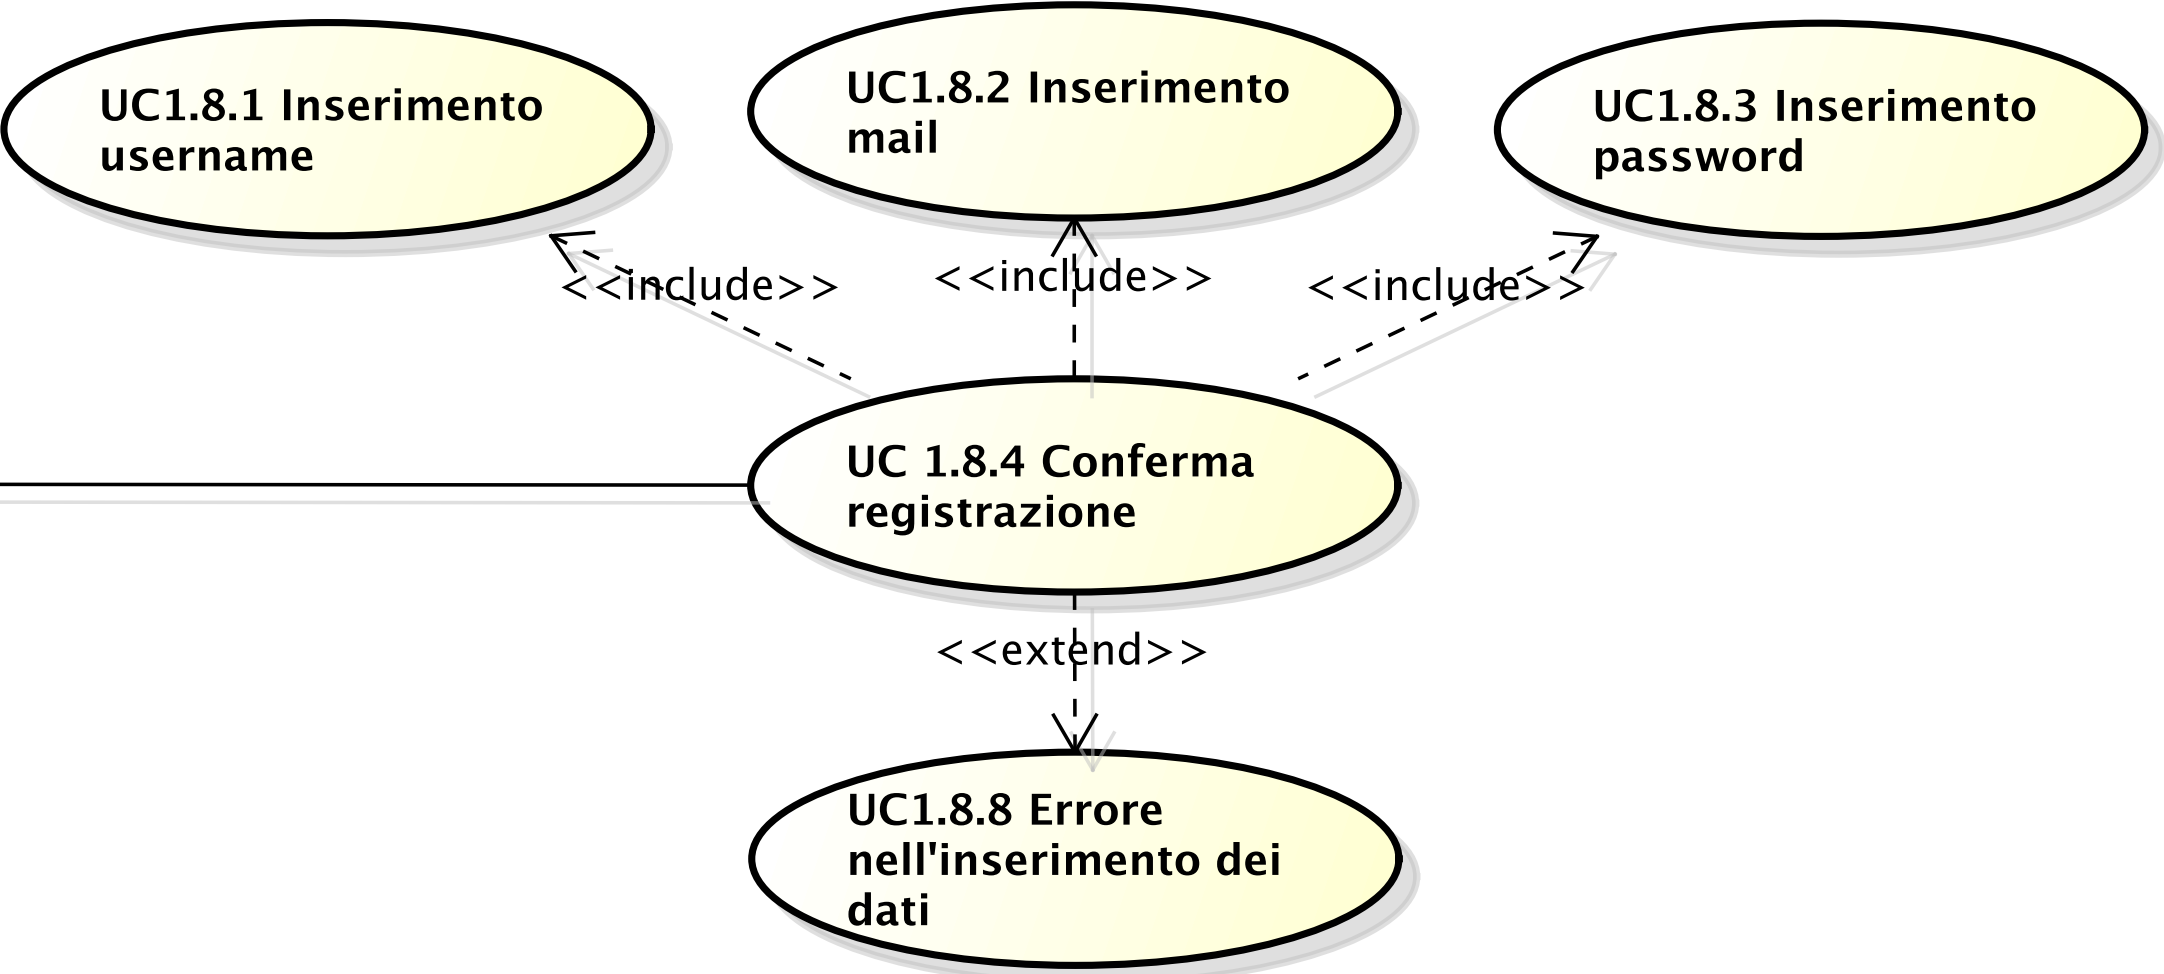 UC1.8.1 Inserimento
username
UC1.8.2 Inserimento
mail
UC1.8.3 Inserimento
password
<<include>>
<<include>>
<<include>>
UC 1.8.4 Conferma
registrazione
<<extend>>
UC1.8.8 Errore
nell'inserimento dei
dati